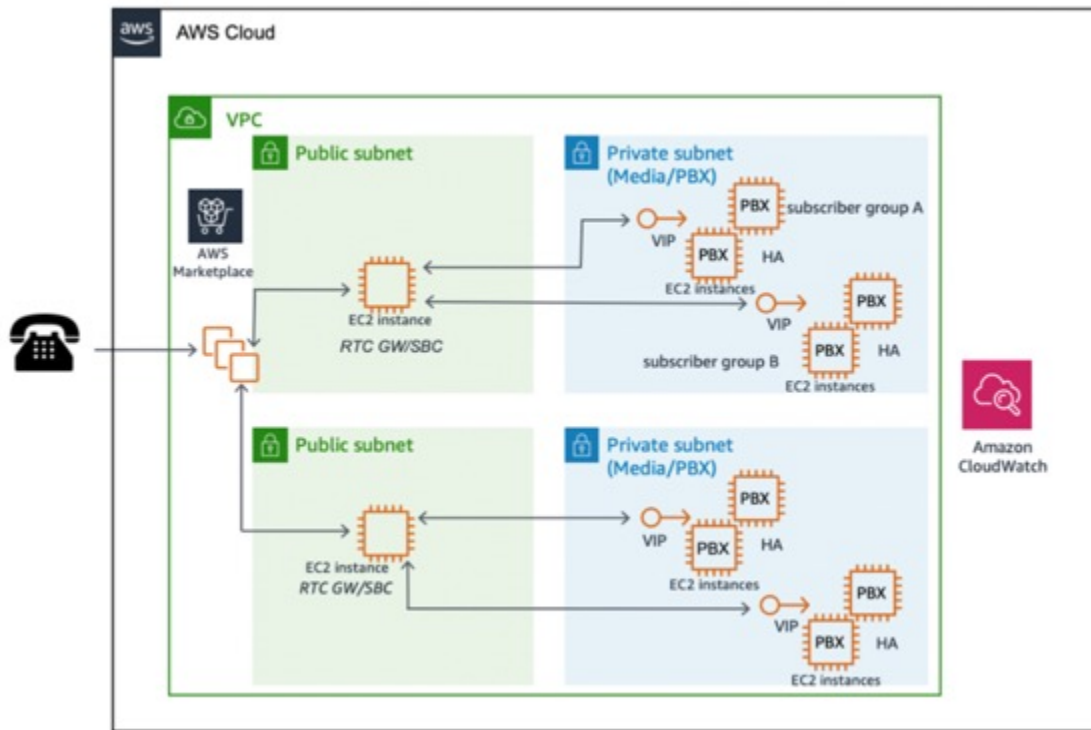 aws
AWS Cloud
VPC
Public subnet
Private subnet
(Media/PBX)
AWS
Marketplace
EC2 instance
RTC GW/SBC
VIP
PBX
subscriber group A
PBX
HA
EC2 instances
VIP
PBX
PBX
HA
subscriber group B
EC2 instances
Amazon
CloudWatch
Public subnet
Private subnet
(Media/PBX)
EC2 instance
RTC GW/SBC
VIP
PBX
PBX
HA
EC2 instances
VIP
PBX
PBX
HA
EC2 instances